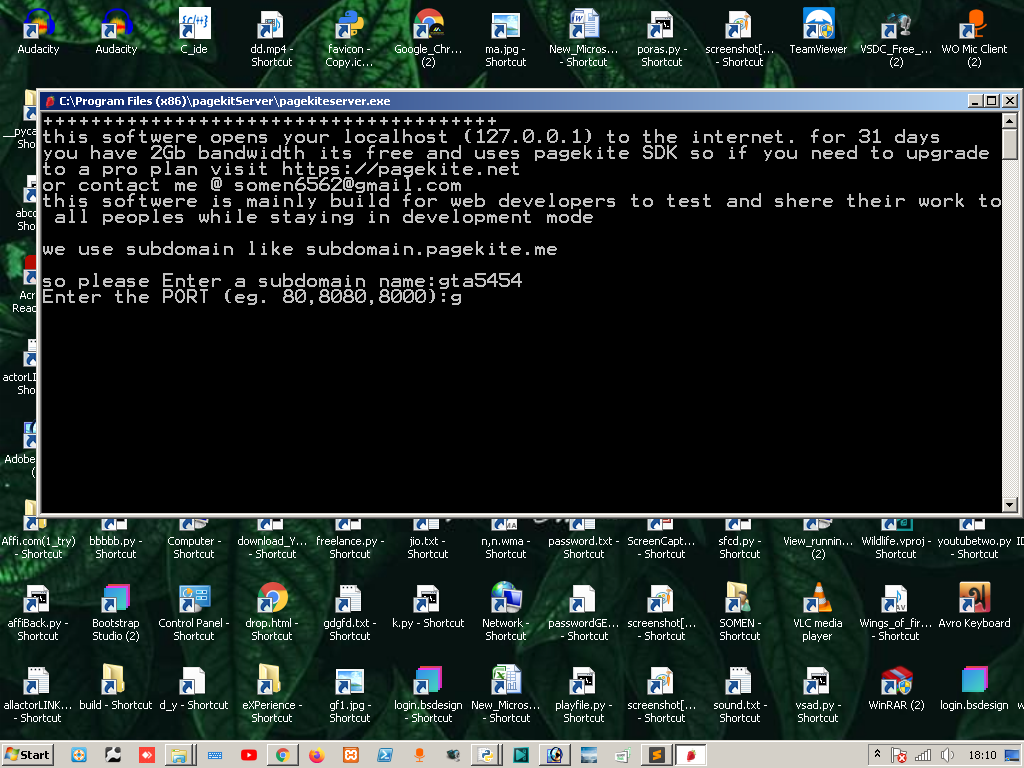 Audacity
Audacity
C_ide
dd.mp4 - Shortcut
favicon - Copy.ic...
Google_Chr... (2)
ma.jpg - Shortcut
New_Micros... - Shortcut
poras.py - Shortcut
screenshot[... - Shortcut
TeamViewer
VSDC_Free_... (2)
WO Mic Client (2)
C:\Program Files (x86)\pagekitServer\pagekiteserver.exe
++++++++++++++++++++++++++++++++++++++
this softwere opens your localhost (127.0.0.1) to the internet. for 31 days
you have 2Gb bandwidth its free and uses pagekite SDK so if you need to upgrade
to a pro plan visit https://pagekite.net
or contact me @ somen6562@gmail.com
this softwere is mainly build for web developers to test and shere their work to
all peoples while staying in development mode
we use subdomain like subdomain.pagekite.me
so please Enter a subdomain name:gta5454
Enter the PORT (eg. 80,8080,8000):g
__pyca
Sho
abc
Sho
Acr
Read
actorLI
Sho
Adobe
(
Affi.com(1_try) - Shortcut
bbbbb.py - Shortcut
Computer - Shortcut
download_Y... - Shortcut
freelance.py - Shortcut
jio.txt - Shortcut
n,n.wma - Shortcut
password.txt - Shortcut
ScreenCapt... - Shortcut
sfcd.py - Shortcut
View_runnin... (2)
Wildlife.vproj - Shortcut
youtubetwo.py - Shortcut
affiBack.py - Shortcut
Bootstrap Studio (2)
Control Panel - Shortcut
drop.html - Shortcut
gdgfd.txt - Shortcut
k.py - Shortcut
Network - Shortcut
passwordGE... - Shortcut
screenshot[... - Shortcut
SOMEN - Shortcut
VLC media player
Wings_of_fir... - Shortcut
Avro Keyboard
allactorLINK... - Shortcut
build - Shortcut
d_y - Shortcut
eXPerience - Shortcut
gf1.jpg - Shortcut
login.bsdesign - Shortcut
New_Micros... - Shortcut
playfile.py - Shortcut
screenshot[... - Shortcut
sound.txt - Shortcut
vsad.py - Shortcut
WinRAR (2)
login.bsdesign
Start
18:10